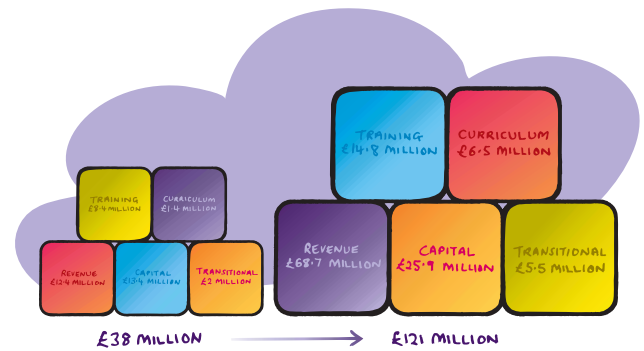 TRAINING
£8.4 MILLION
CURRICULUM
£1.4 MILLION
REVENUE
£12.4 MILLION
CAPITAL
£13.4 MILLION
TRANSITIONAL
£2 MILLION
£38 MILLION
TRAINING
£14.8 MILLION
CURRICULUM
£6.5 MILLION
REVENUE
£68.7 MILLION
CAPITAL
£25.9 MILLION
TRANSITIONAL
£5.5 MILLION
£121 MILLION